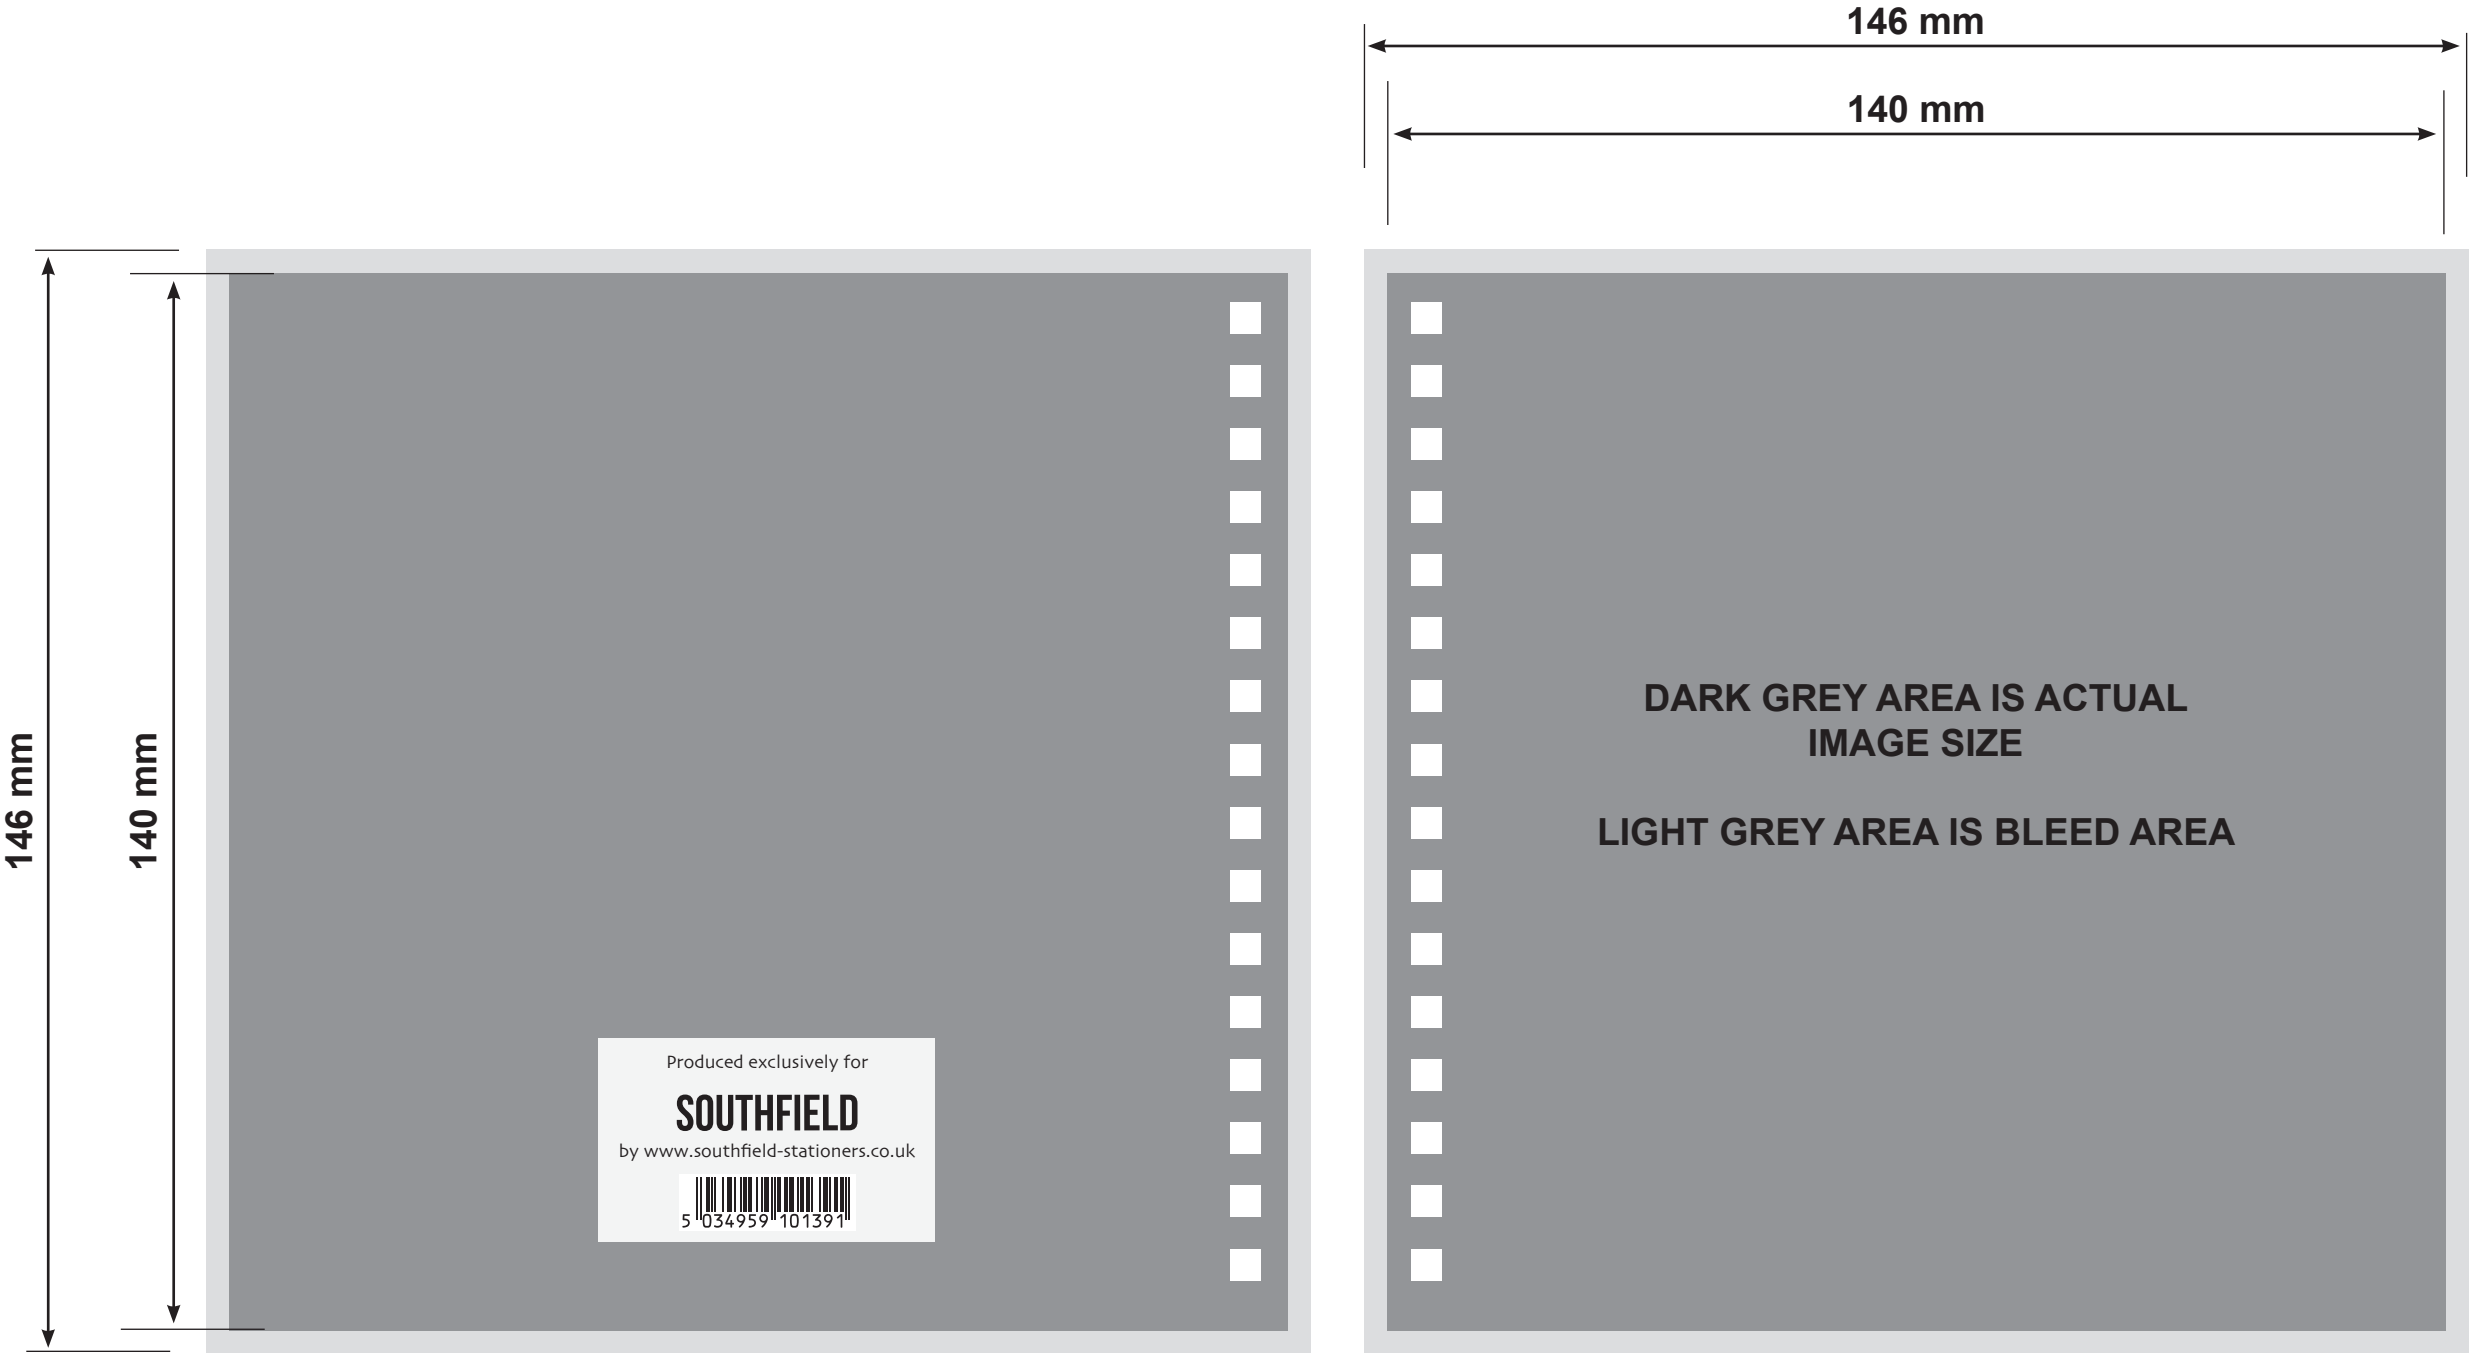 146 mm
140 mm
146 mm
140 mm
DARK GREY AREA IS ACTUAL
IMAGE SIZE
LIGHT GREY AREA IS BLEED AREA
Produced exclusively for
SOUTHFIELD
by www.southfield-stationers.co.uk
5 034959 101391